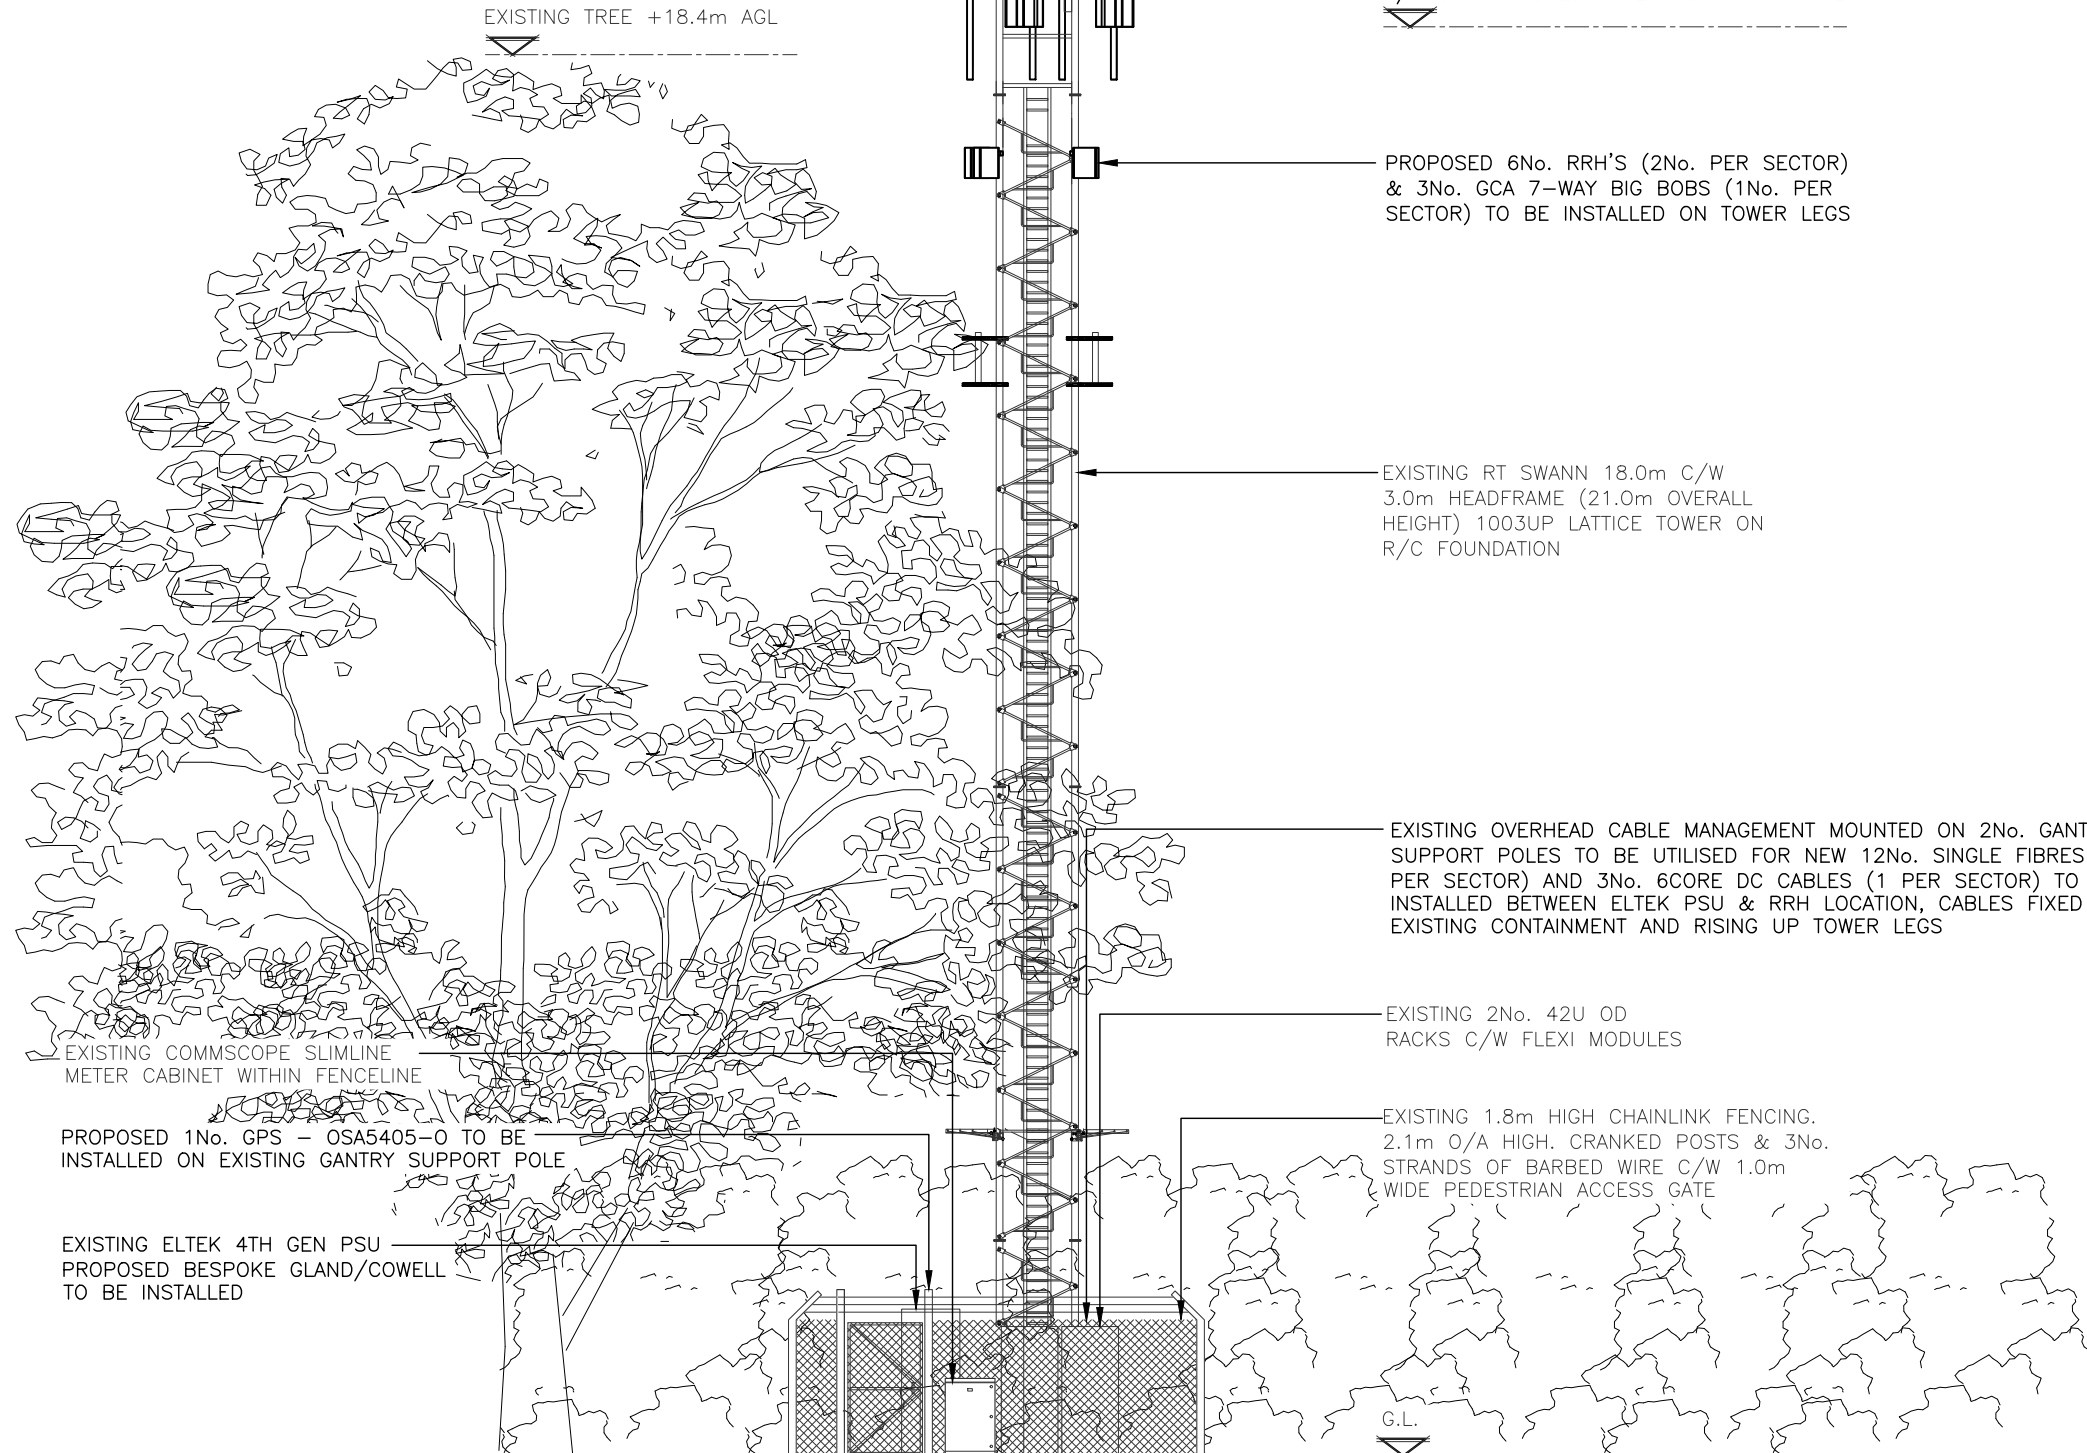 EXISTING TREE +18.4m AGL
PROPOSED 6No. RRH'S (2No. PER SECTOR)
& 3No. GCA 7-WAY BIG BOBS (1No. PER
SECTOR) TO BE INSTALLED ON TOWER LEGS
EXISTING RT SWANN 18.0m C/W
3.0m HEADFRAME (21.0m OVERALL
HEIGHT) 1003UP LATTICE TOWER ON
R/C FOUNDATION
EXISTING OVERHEAD CABLE MANAGEMENT MOUNTED ON 2No. GANT
SUPPORT POLES TO BE UTILISED FOR NEW 12No. SINGLE FIBRES
PER SECTOR) AND 3No. 6CORE DC CABLES (1 PER SECTOR) TO
INSTALLED BETWEEN ELTEK PSU & RRH LOCATION, CABLES FIXED
EXISTING CONTAINMENT AND RISING UP TOWER LEGS
EXISTING 2No. 42U OD
RACKS C/W FLEXI MODULES
EXISTING COMMSCOPE SLIMLINE
METER CABINET WITHIN FENCELINE
EXISTING 1.8m HIGH CHAINLINK FENCING.
2.1m O/A HIGH. CRANKED POSTS & 3No.
STRANDS OF BARBED WIRE C/W 1.0m
WIDE PEDESTRIAN ACCESS GATE
PROPOSED 1No. GPS - OSA5405-O TO BE
INSTALLED ON EXISTING GANTRY SUPPORT POLE
EXISTING ELTEK 4TH GEN PSU
PROPOSED BESPOKE GLAND/COWELL
TO BE INSTALLED
G.L.